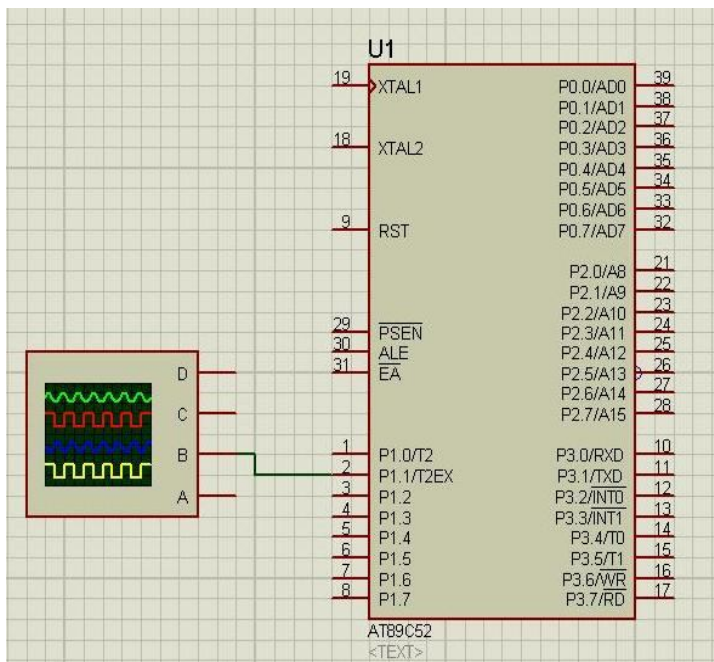 U1
19 XTAL1 P0.0/AD0 39
P0.1/AD1 38
P0.2/AD2 37
18 XTAL2 P0.3/AD3 36
P0.4/AD4 35
P0.5/AD5 34
P0.6/AD6 33
9 RST P0.7/AD7 32
P2.0/A8 21
P2.1/A9 22
P2.2/A10 23
29 PSEN P2.3/A11 24
30 ALE P2.4/A12 25
D 31 EA P2.5/A13 26
P2.6/A14 27
C P2.7/A15 28
B 1 P1.0/T2 P3.0/RXD 10
2 P1.1/T2EX P3.1/TXD 11
A 3 P1.2 P3.2/INT0 12
4 P1.3 P3.3/INT1 13
5 P1.4 P3.4/T0 14
6 P1.5 P3.5/T1 15
7 P1.6 P3.6/WR 16
8 P1.7 P3.7/RD 17
AT89C52
<TEXT>